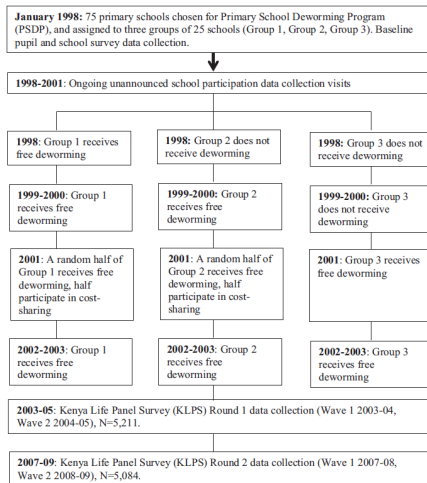 January 1998: 75 primary schools chosen for Primary School Deworming Program
(PSDP), and assigned to three groups of 25 schools (Group 1, Group 2, Group 3). Baseline
pupil and school survey data collection.
1998-2001: Ongoing unannounced school participation data collection visits
1998: Group 1 receives
free deworming
1998: Group 2 does not
receive deworming
1998: Group 3 does not
receive deworming
1999-2000: Group 1
receives free
deworming
1999-2000: Group 2
receives free
deworming
1999-2000: Group 3
does not receive
deworming
2001: A random half of
Group 1 receives free
deworming, half
participate in cost-
sharing
2001: A random half of
Group 2 receives free
deworming, half
participate in cost-
sharing
2001: Group 3 receives
free deworming
2002-2003: Group 1
receives free
deworming
2002-2003: Group 2
receives free
deworming
2002-2003: Group 3
receives free
deworming
2003-05: Kenya Life Panel Survey (KLPS) Round 1 data collection (Wave 1 2003-04,
Wave 2 2004-05), N=5,211.
2007-09: Kenya Life Panel Survey (KLPS) Round 2 data collection (Wave 1 2007-08,
Wave 2 2008-09), N=5,084.